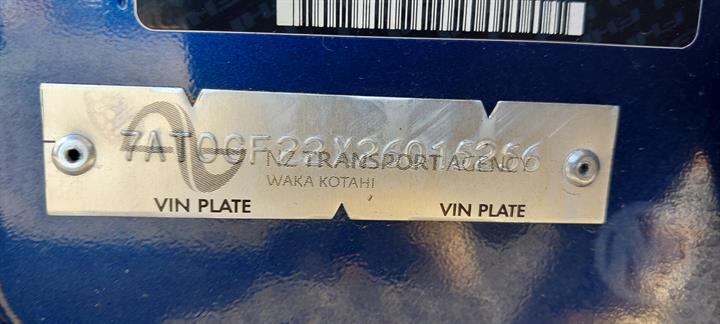 NZ TRANSPORT AGENCY
WAKA KOTAHI
VIN PLATE VIN PLATE